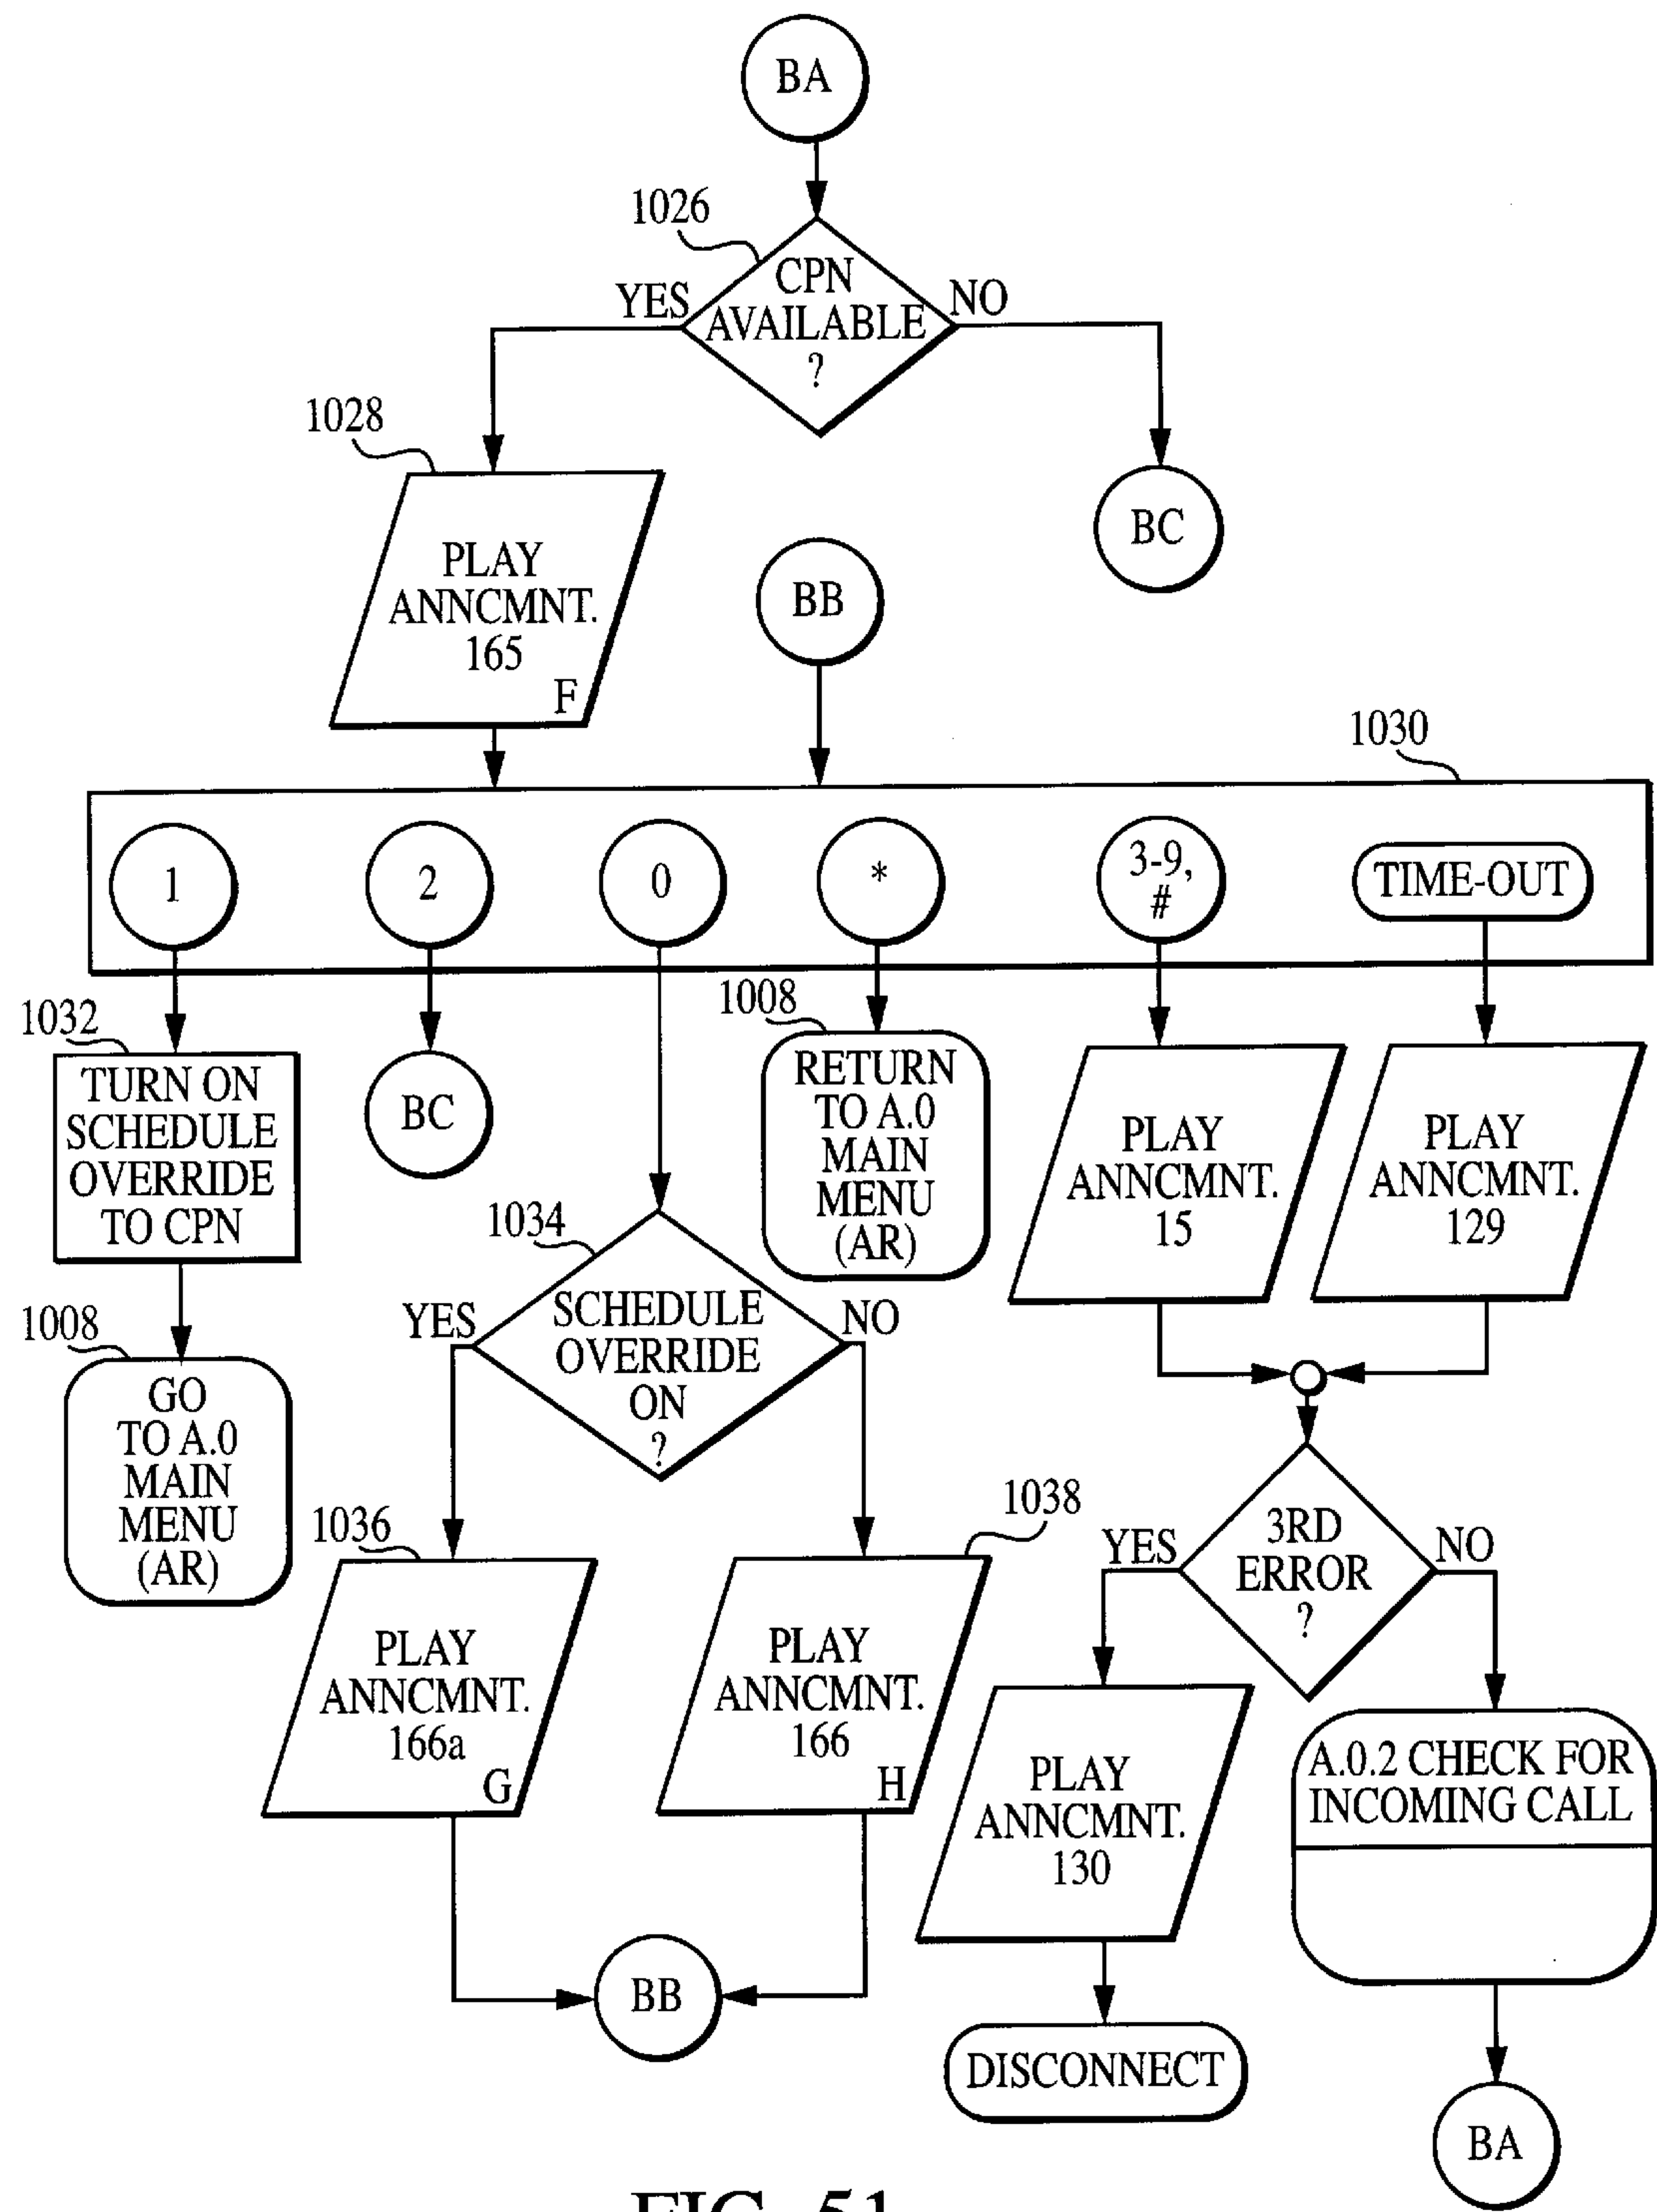 BA
1026
CPN
AVAILABLE
?
YES
NO
1028
PLAY
ANNCMNT.
165
F
BC
BB
1030
1
2
0
*
3-9,
#
TIME-OUT
1032
TURN ON
SCHEDULE
OVERRIDE
TO CPN
BC
1008
RETURN
TO A.0
MAIN
MENU
(AR)
PLAY
ANNCMNT.
15
PLAY
ANNCMNT.
129
1034
SCHEDULE
OVERRIDE
ON
?
YES
NO
1008
GO
TO A.0
MAIN
MENU
(AR)
1036
PLAY
ANNCMNT.
166a
G
1038
PLAY
ANNCMNT.
166
H
3RD
ERROR
?
YES
NO
PLAY
ANNCMNT.
130
A.0.2 CHECK FOR
INCOMING CALL
BB
DISCONNECT
BA
FIG. 51